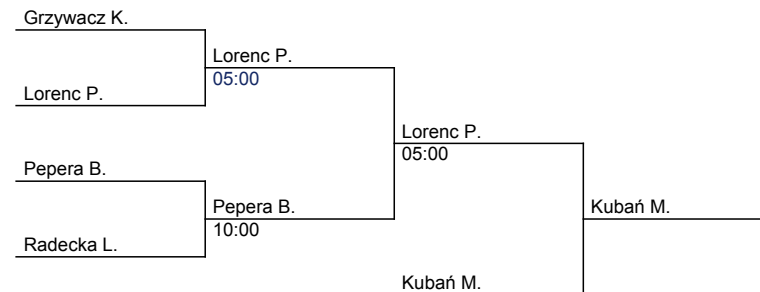 Grzywacz K.
Lorenc P.
05:00
Lorenc P.
Lorenc P.
05:00
Pepera B.
Pepera B.
10:00
Kubań M.
Radecka L.
Kubań M.